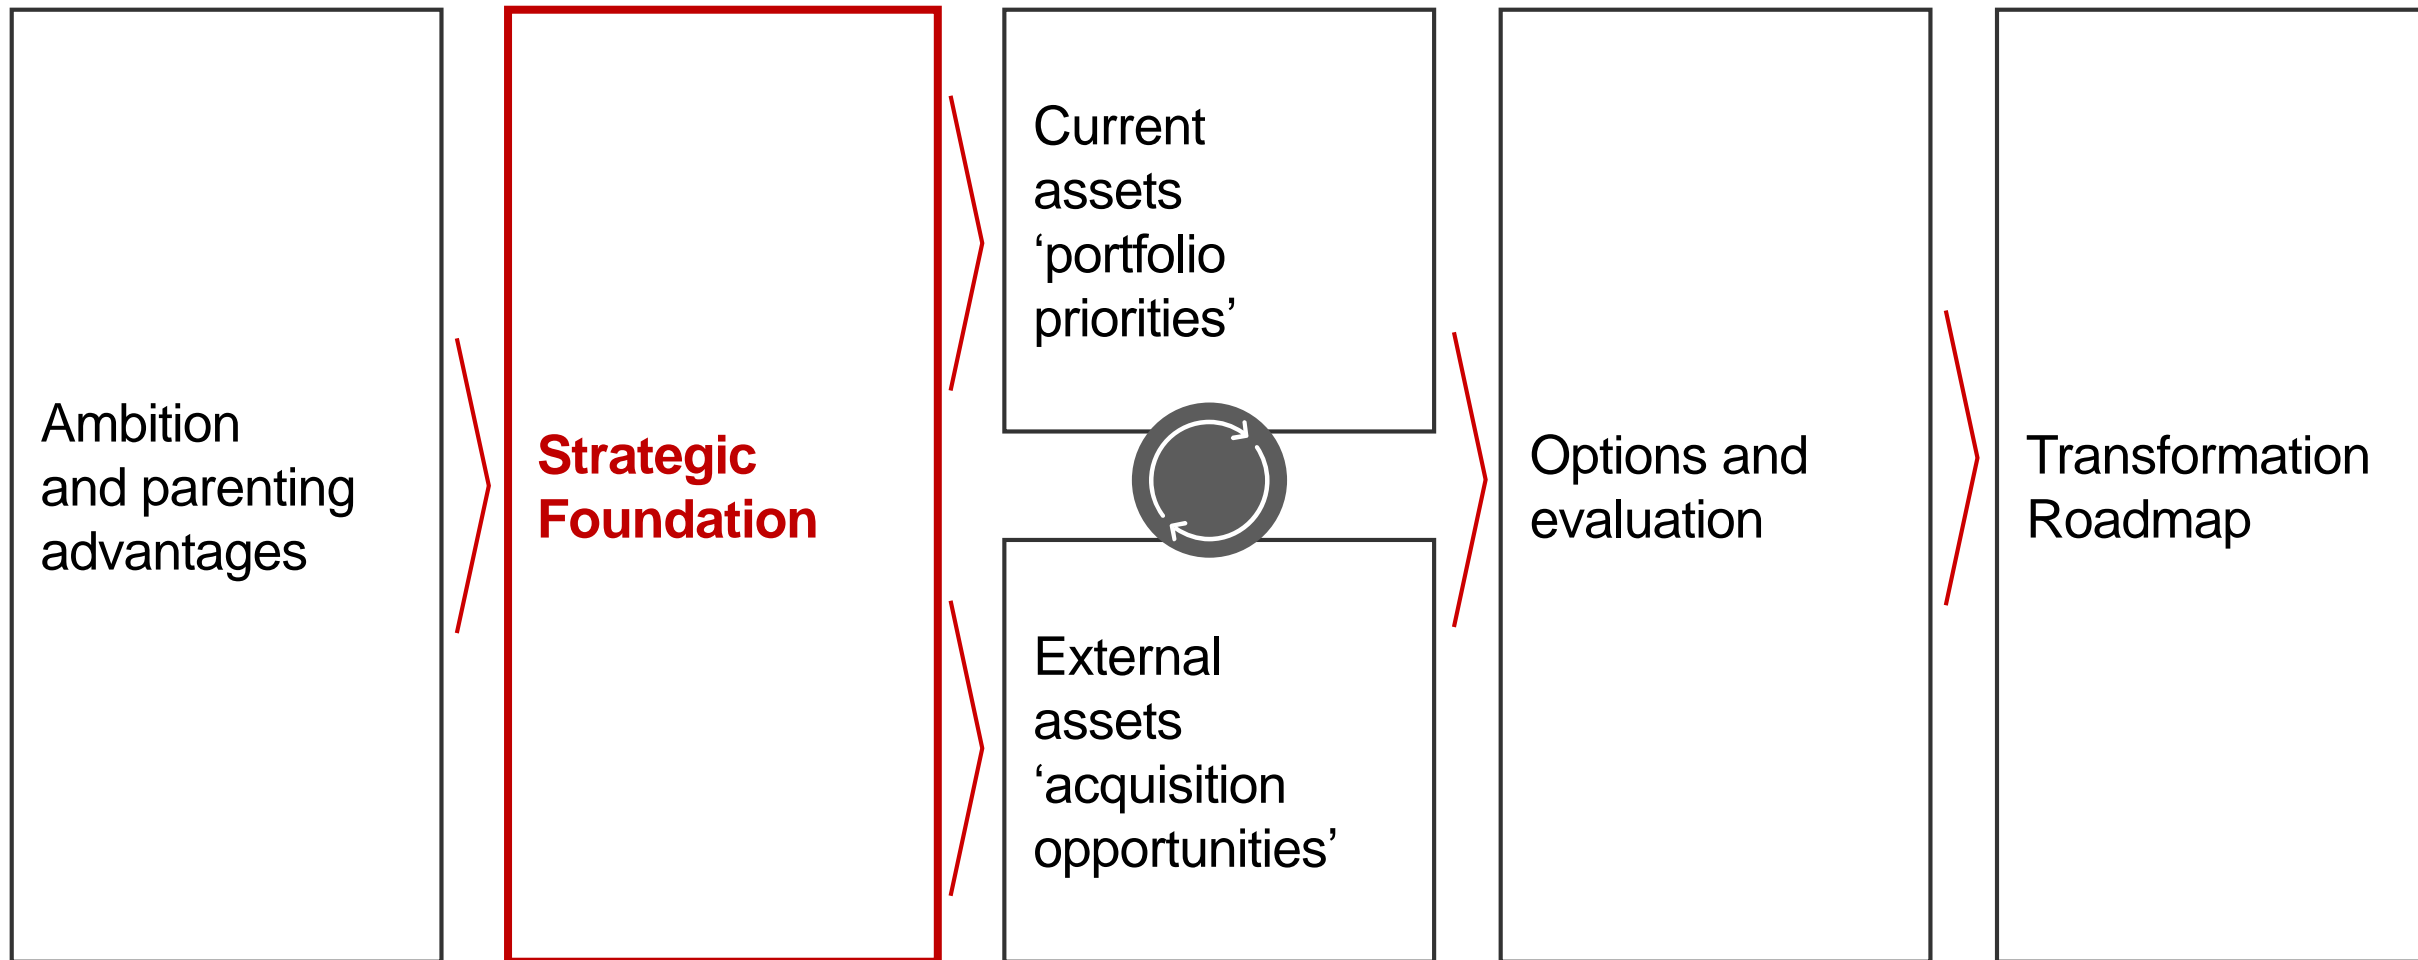 Ambition
and parenting
advantages
Strategic
Foundation
Current
assets
‘portfolio
priorities’
External
assets
‘acquisition
opportunities’
Options and
evaluation
Transformation
Roadmap